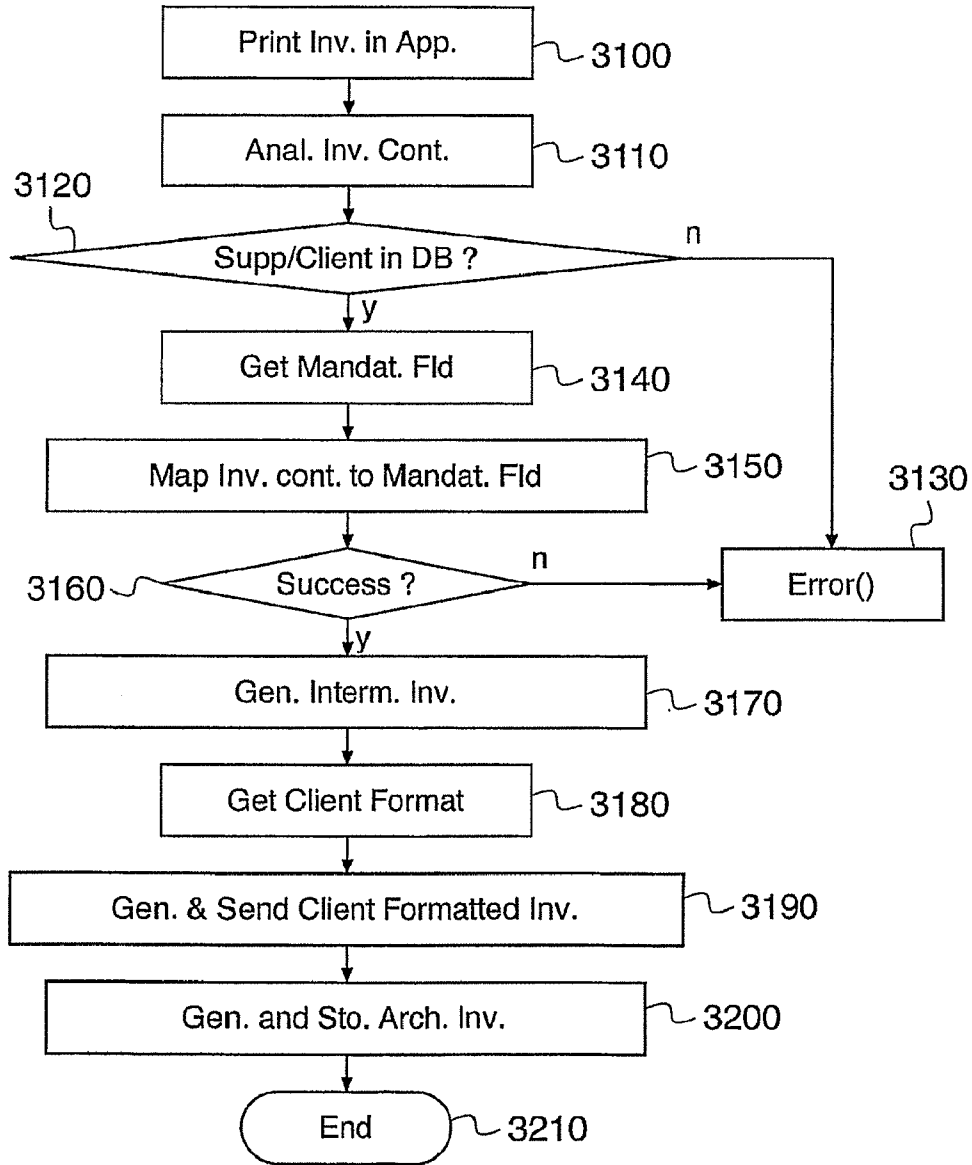 Print Inv. in App.
3100
Anal. Inv. Cont.
3110
3120
Supp/Client in DB ?
n
y
Get Mandat. Fld
3140
Map Inv. cont. to Mandat. Fld
3150
3130
3160
Success ?
n
Error()
y
Gen. Interm. Inv.
3170
Get Client Format
3180
Gen. & Send Client Formatted Inv.
3190
Gen. and Sto. Arch. Inv.
3200
End
3210